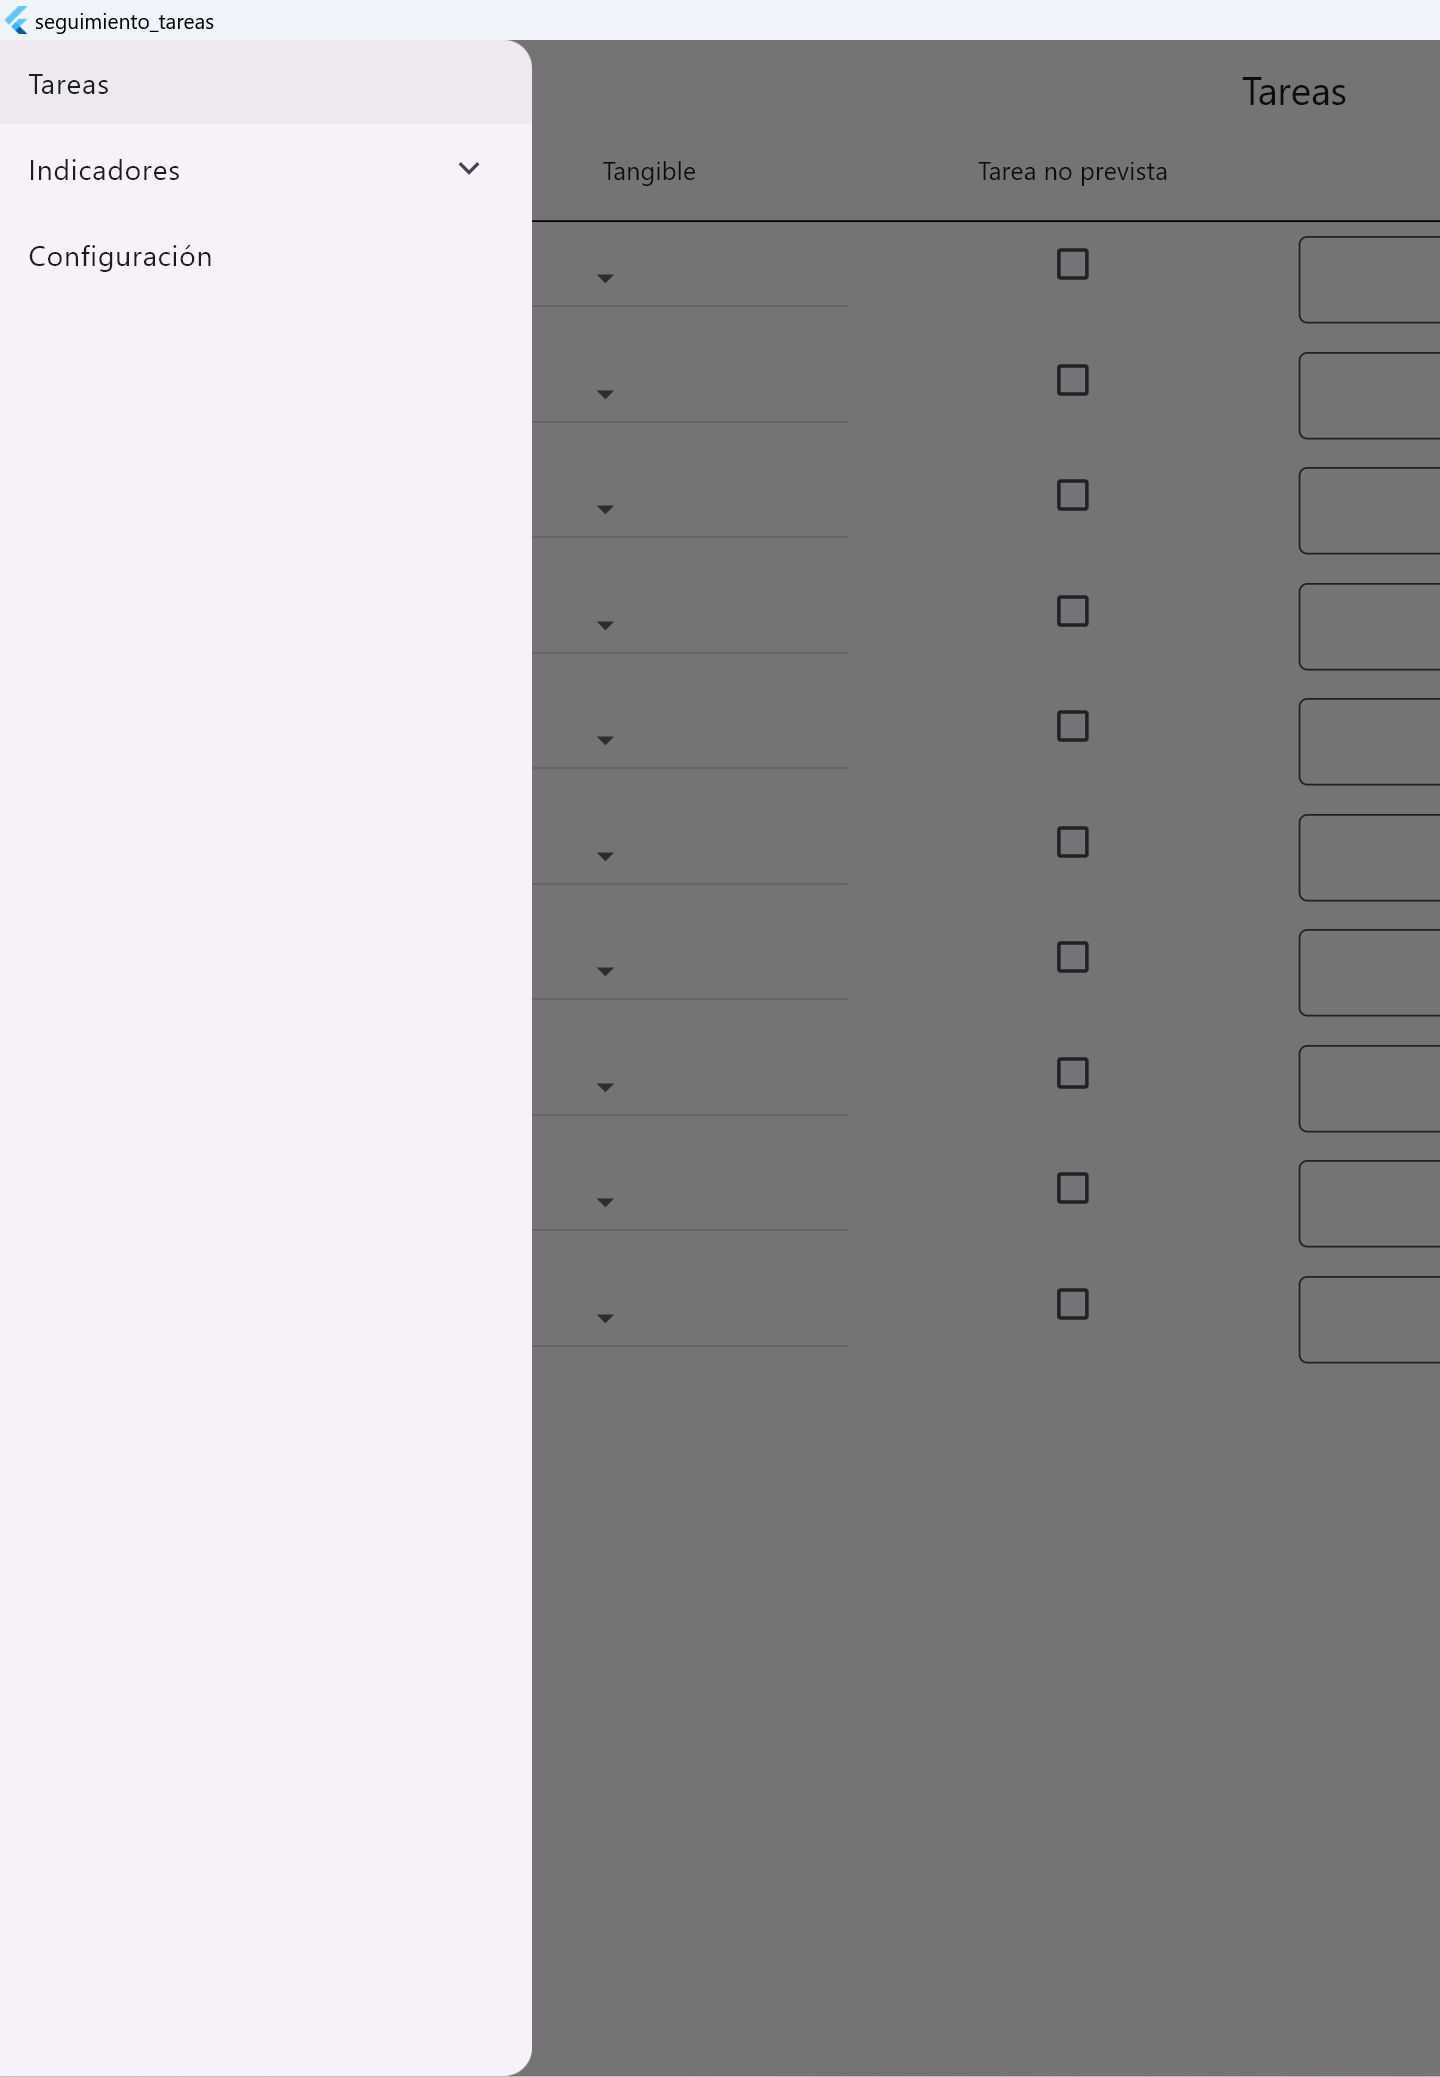 seguimiento_tareas
Tareas
Indicadores
Configuración
Tareas
Tangible
Tarea no prevista